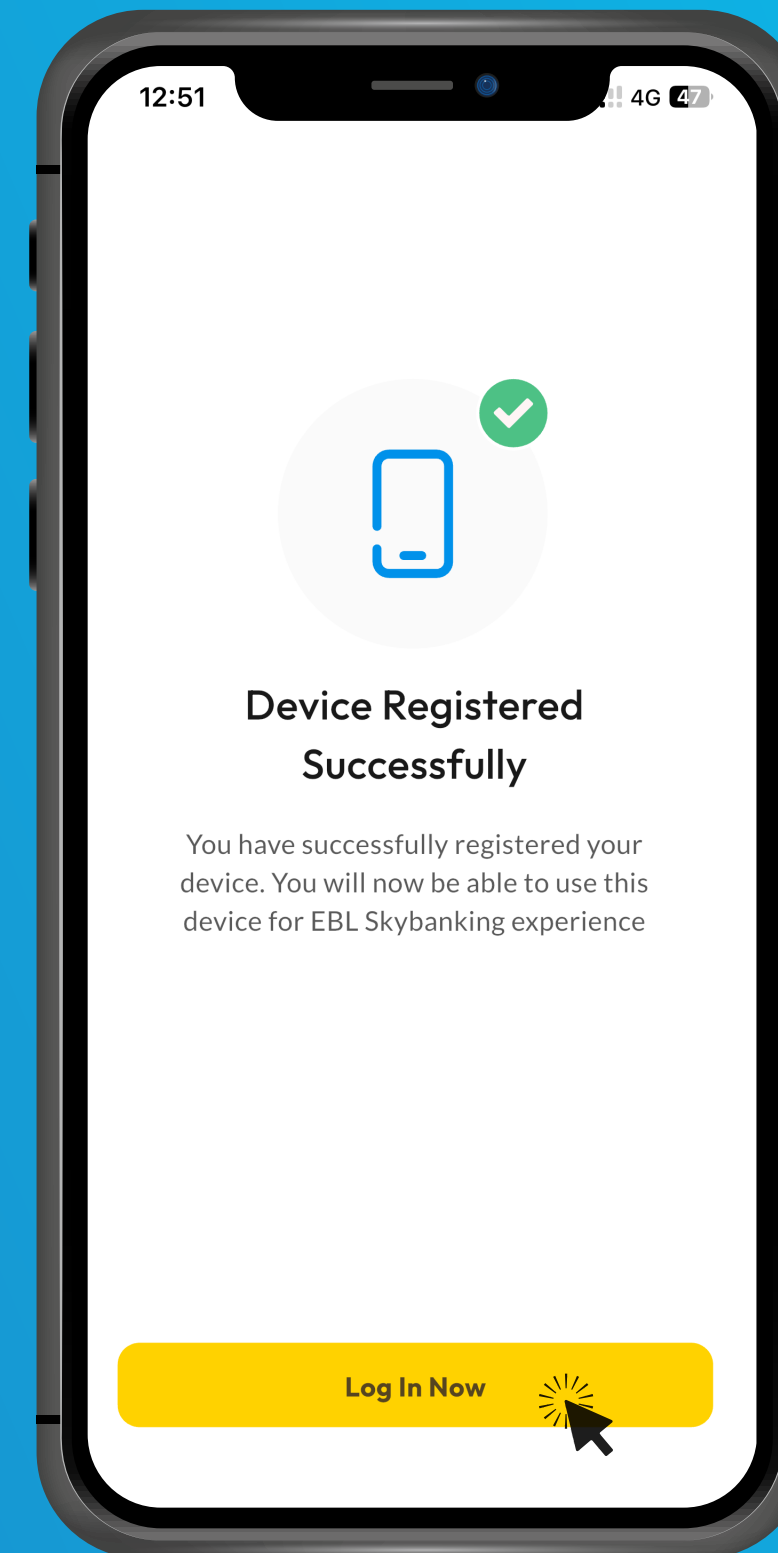 12:51 4G 47
Device Registered
Successfully
You have successfully registered your
device. You will now be able to use this
device for EBL Skybanking experience
Log In Now